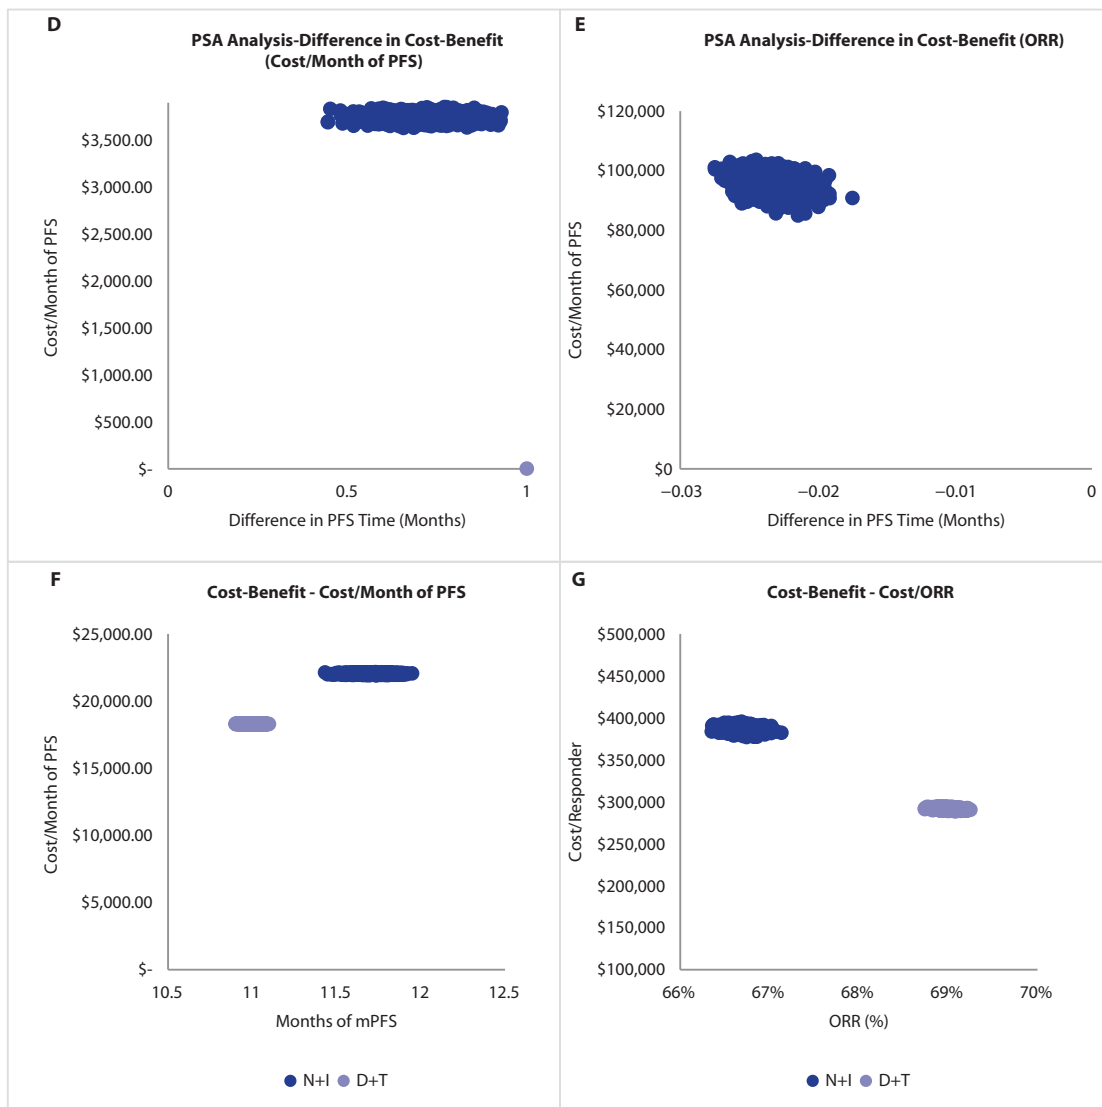 D
PSA Analysis-Difference in Cost-Benefit
(Cost/Month of PFS)
Cost/Month of PFS
$3,500.00
$3,000.00
$2,500.00
$2,000.00
$1,500.00
$1,000.00
$500.00
$-
0
0.5
1
Difference in PFS Time (Months)
E
PSA Analysis-Difference in Cost-Benefit (ORR)
Cost/Month of PFS
$120,000
$100,000
$80,000
$60,000
$40,000
$20,000
$0
−0.03
−0.02
−0.01
0
Difference in PFS Time (Months)
F
Cost-Benefit - Cost/Month of PFS
Cost/Month of PFS
$25,000.00
$20,000.00
$15,000.00
$10,000.00
$5,000.00
$-
10.5
11
11.5
12
12.5
Months of mPFS
N+I
D+T
G
Cost-Benefit - Cost/ORR
Cost/Responder
$500,000
$450,000
$400,000
$350,000
$300,000
$250,000
$200,000
$150,000
$100,000
66%
67%
68%
69%
70%
ORR (%)
N+I
D+T